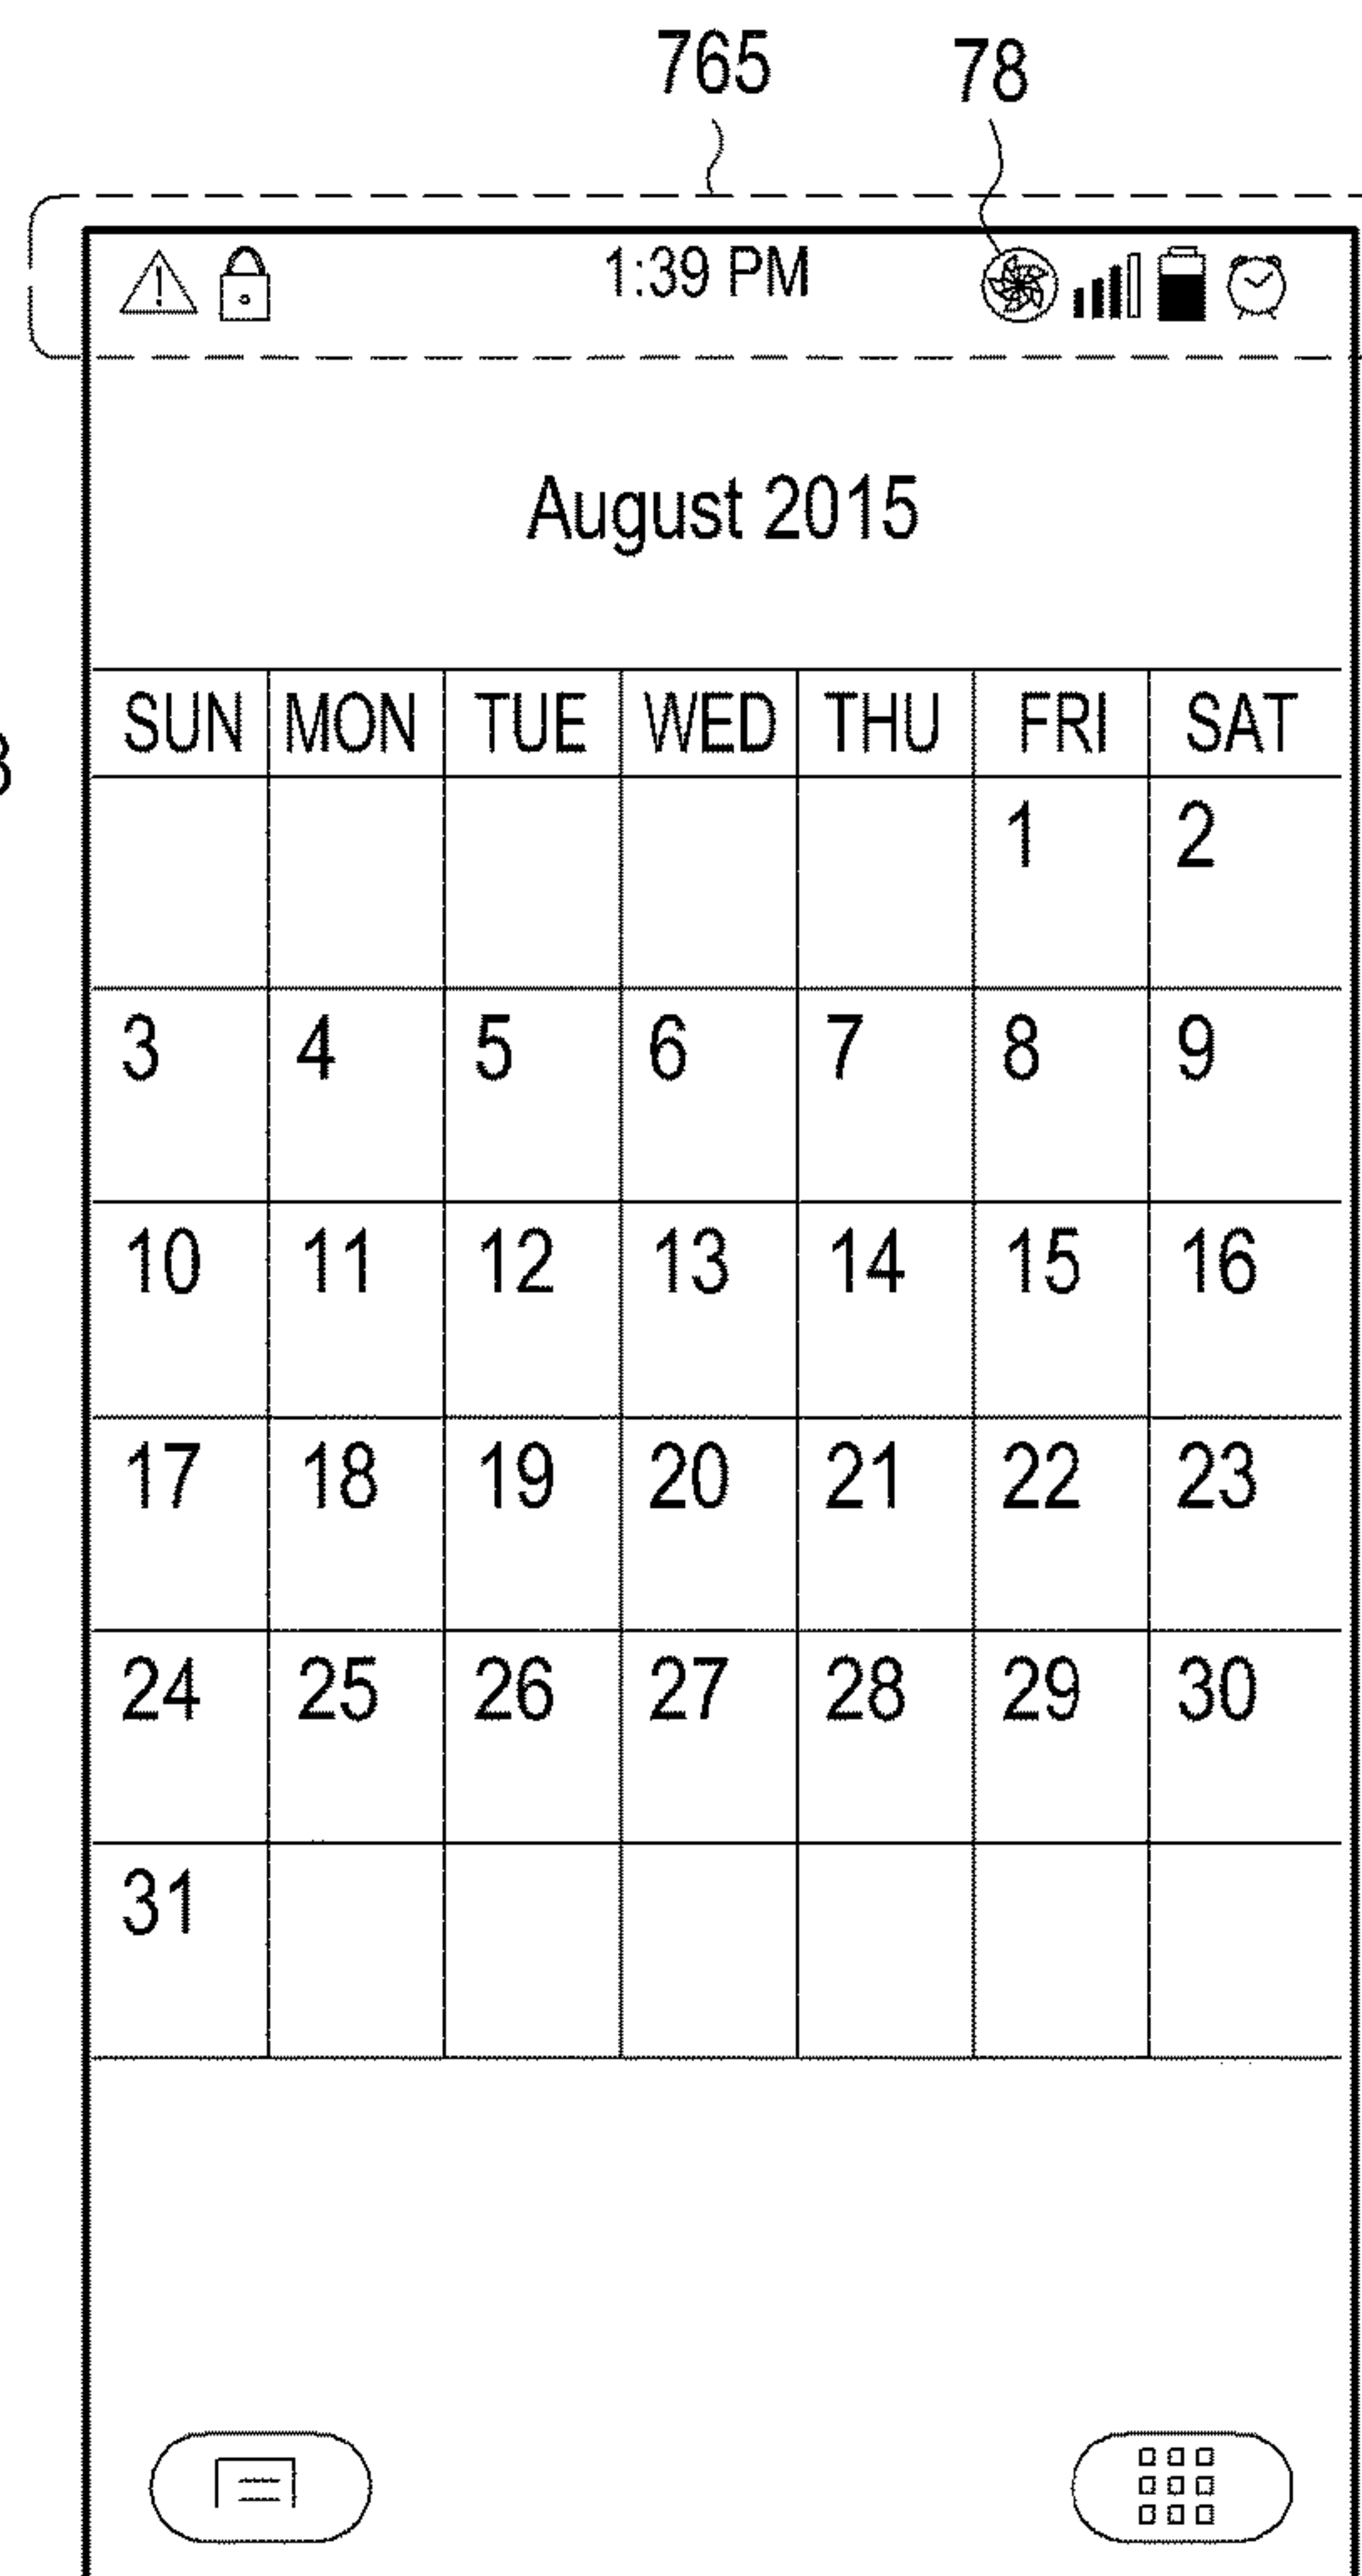 765 78
1:39 PM
August 2015
SUN MON TUE WED THU FRI SAT
1 2
3 4 5 6 7 8 9
10 11 12 13 14 15 16
17 18 19 20 21 22 23
24 25 26 27 28 29 30
31